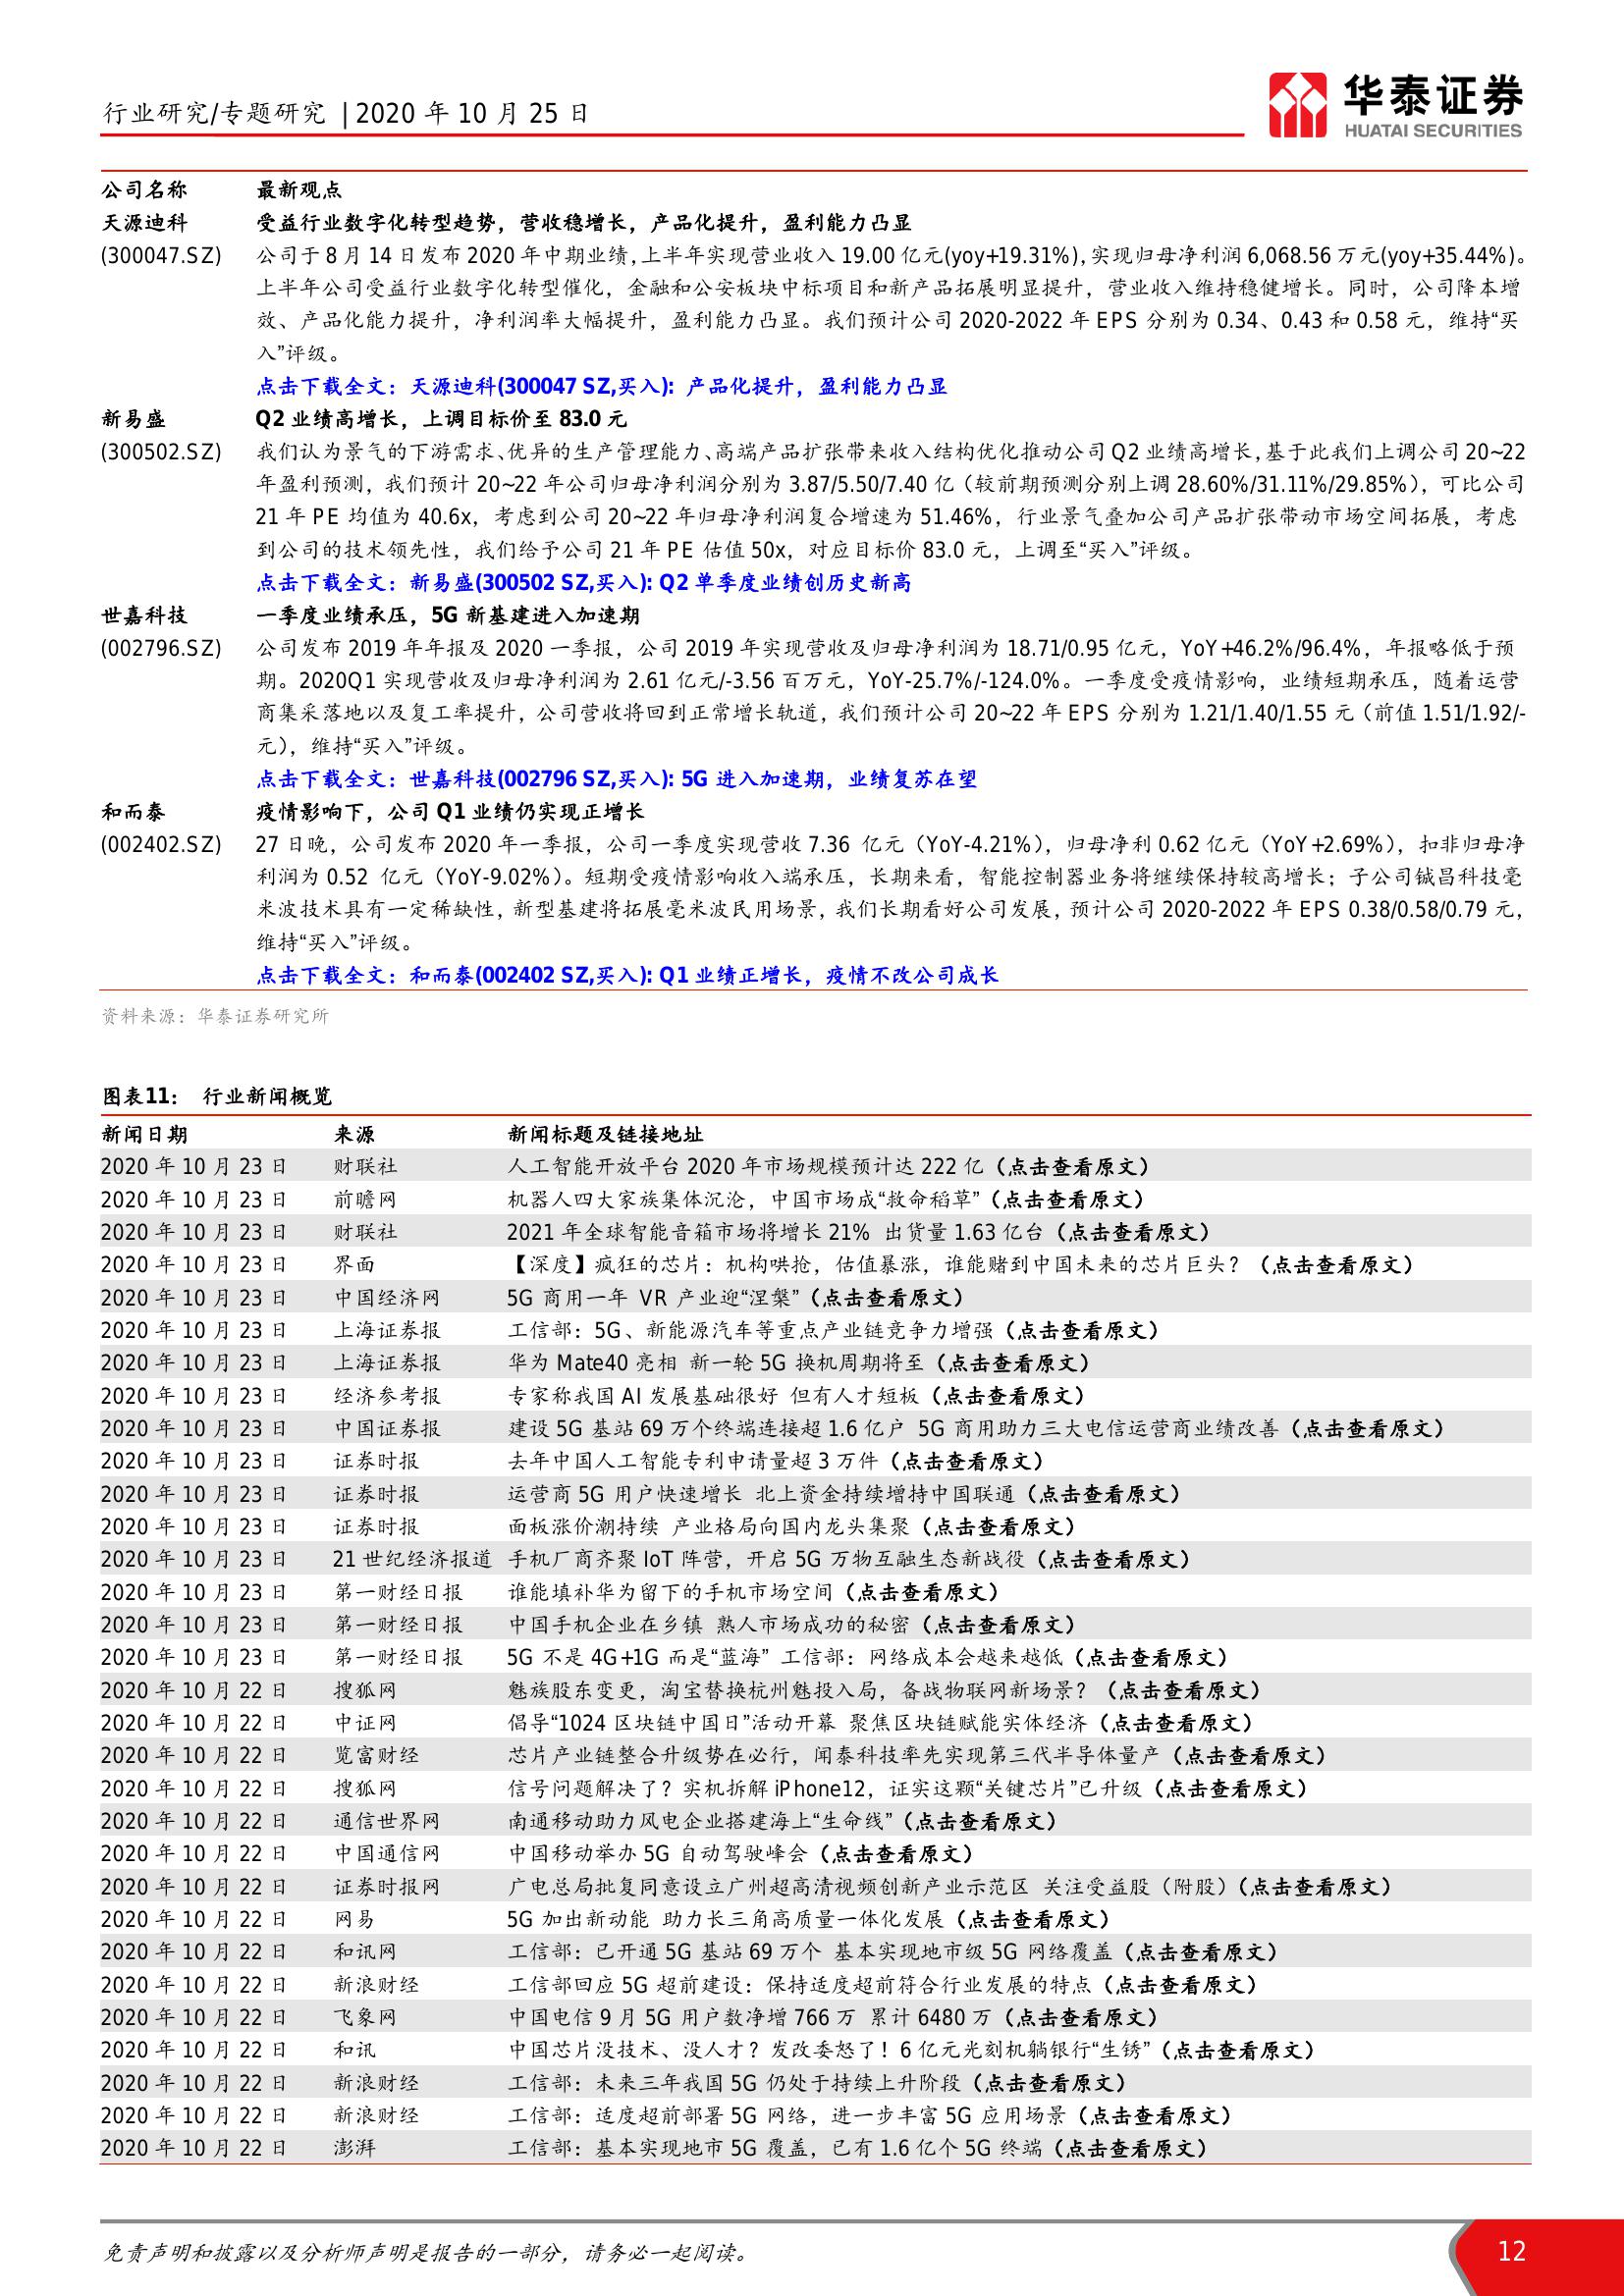 行业研究/专题研究 | 2020 年 10 月 25 日
华泰证券
HUATAI SECURITIES
公司名称 最新观点
天源迪科 受益行业数字化转型趋势，营收稳增长，产品化提升，盈利能力凸显
(300047.SZ) 公司于 8 月 14 日发布 2020 年中期业绩，上半年实现营业收入 19.00 亿元(yoy+19.31%)，实现归母净利润 6,068.56 万元(yoy+35.44%)。
上半年公司受益行业数字化转型催化，金融和公安板块中标项目和新产品拓展明显提升，营业收入维持稳健增长。同时，公司降本增
效、产品化能力提升，净利润率大幅提升，盈利能力凸显。我们预计公司 2020-2022 年 EPS 分别为 0.34、0.43 和 0.58 元，维持“买
入”评级。
点击下载全文：天源迪科(300047 SZ,买入): 产品化提升，盈利能力凸显
新易盛 Q2 业绩高增长，上调目标价至 83.0 元
(300502.SZ) 我们认为景气的下游需求、优异的生产管理能力、高端产品扩张带来收入结构优化推动公司 Q2 业绩高增长，基于此我们上调公司 20~22
年盈利预测，我们预计 20~22 年公司归母净利润分别为 3.87/5.50/7.40 亿（较前期预测分别上调 28.60%/31.11%/29.85%），可比公司
21 年 PE 均值为 40.6x，考虑到公司 20~22 年归母净利润复合增速为 51.46%，行业景气叠加公司产品扩张带动市场空间拓展，考虑
到公司的技术领先性，我们给予公司 21 年 PE 估值 50x，对应目标价 83.0 元，上调至“买入”评级。
点击下载全文：新易盛(300502 SZ,买入): Q2 单季度业绩创历史新高
世嘉科技 一季度业绩承压，5G 新基建进入加速期
(002796.SZ) 公司发布 2019 年年报及 2020 一季报，公司 2019 年实现营收及归母净利润为 18.71/0.95 亿元，YoY+46.2%/96.4%，年报略低于预
期。2020Q1 实现营收及归母净利润为 2.61 亿元/-3.56 百万元，YoY-25.7%/-124.0%。一季度受疫情影响，业绩短期承压，随着运营
商集采落地以及复工率提升，公司营收将回到正常增长轨道，我们预计公司 20~22 年 EPS 分别为 1.21/1.40/1.55 元（前值 1.51/1.92/-
元），维持“买入”评级。
点击下载全文：世嘉科技(002796 SZ,买入): 5G 进入加速期，业绩复苏在望
和而泰 疫情影响下，公司 Q1 业绩仍实现正增长
(002402.SZ) 27 日晚，公司发布 2020 年一季报，公司一季度实现营收 7.36 亿元（YoY-4.21%），归母净利 0.62 亿元（YoY+2.69%），扣非归母净
利润为 0.52 亿元（YoY-9.02%）。短期受疫情影响收入端承压，长期来看，智能控制器业务将继续保持较高增长；子公司铖昌科技毫
米波技术具有一定稀缺性，新型基建将拓展毫米波民用场景，我们长期看好公司发展，预计公司 2020-2022 年 EPS 0.38/0.58/0.79 元，
维持“买入”评级。
点击下载全文：和而泰(002402 SZ,买入): Q1 业绩正增长，疫情不改公司成长
资料来源：华泰证券研究所
图表11： 行业新闻概览
新闻日期 来源 新闻标题及链接地址
2020 年 10 月 23 日 财联社 人工智能开放平台 2020 年市场规模预计达 222 亿（点击查看原文）
2020 年 10 月 23 日 前瞻网 机器人四大家族集体沉沦，中国市场成“救命稻草”（点击查看原文）
2020 年 10 月 23 日 财联社 2021 年全球智能音箱市场将增长 21% 出货量 1.63 亿台（点击查看原文）
2020 年 10 月 23 日 界面 【深度】疯狂的芯片：机构哄抢，估值暴涨，谁能赌到中国未来的芯片巨头？（点击查看原文）
2020 年 10 月 23 日 中国经济网 5G 商用一年 VR 产业迎“涅槃”（点击查看原文）
2020 年 10 月 23 日 上海证券报 工信部：5G、新能源汽车等重点产业链竞争力增强（点击查看原文）
2020 年 10 月 23 日 上海证券报 华为 Mate40 亮相 新一轮 5G 换机周期将至（点击查看原文）
2020 年 10 月 23 日 经济参考报 专家称我国 AI 发展基础很好 但有人才短板（点击查看原文）
2020 年 10 月 23 日 中国证券报 建设 5G 基站 69 万个终端连接超 1.6 亿户 5G 商用助力三大电信运营商业绩改善（点击查看原文）
2020 年 10 月 23 日 证券时报 去年中国人工智能专利申请量超 3 万件（点击查看原文）
2020 年 10 月 23 日 证券时报 运营商 5G 用户快速增长 北上资金持续增持中国联通（点击查看原文）
2020 年 10 月 23 日 证券时报 面板涨价潮持续 产业格局向国内龙头集聚（点击查看原文）
2020 年 10 月 23 日 21 世纪经济报道 手机厂商齐聚 IoT 阵营，开启 5G 万物互融生态新战役（点击查看原文）
2020 年 10 月 23 日 第一财经日报 谁能填补华为留下的手机市场空间（点击查看原文）
2020 年 10 月 23 日 第一财经日报 中国手机企业在乡镇 熟人市场成功的秘密（点击查看原文）
2020 年 10 月 23 日 第一财经日报 5G 不是 4G+1G 而是“蓝海” 工信部：网络成本会越来越低（点击查看原文）
2020 年 10 月 22 日 搜狐网 魅族股东变更，淘宝替换杭州魅投入局，备战物联网新场景？（点击查看原文）
2020 年 10 月 22 日 中证网 倡导“1024 区块链中国日”活动开幕 聚焦区块链赋能实体经济（点击查看原文）
2020 年 10 月 22 日 览富财经 芯片产业链整合升级势在必行，闻泰科技率先实现第三代半导体量产（点击查看原文）
2020 年 10 月 22 日 搜狐网 信号问题解决了？实机拆解 iPhone12，证实这颗“关键芯片”已升级（点击查看原文）
2020 年 10 月 22 日 通信世界网 南通移动助力风电企业搭建海上“生命线”（点击查看原文）
2020 年 10 月 22 日 中国通信网 中国移动举办 5G 自动驾驶峰会（点击查看原文）
2020 年 10 月 22 日 证券时报网 广电总局批复同意设立广州超高清视频创新产业示范区 关注受益股（附股）（点击查看原文）
2020 年 10 月 22 日 网易 5G 加出新动能 助力长三角高质量一体化发展（点击查看原文）
2020 年 10 月 22 日 和讯网 工信部：已开通 5G 基站 69 万个 基本实现地市级 5G 网络覆盖（点击查看原文）
2020 年 10 月 22 日 新浪财经 工信部回应 5G 超前建设：保持适度超前符合行业发展的特点（点击查看原文）
2020 年 10 月 22 日 飞象网 中国电信 9 月 5G 用户数净增 766 万 累计 6480 万（点击查看原文）
2020 年 10 月 22 日 和讯 中国芯片没技术、没人才？发改委怒了！6 亿元光刻机躺银行“生锈”（点击查看原文）
2020 年 10 月 22 日 新浪财经 工信部：未来三年我国 5G 仍处于持续上升阶段（点击查看原文）
2020 年 10 月 22 日 新浪财经 工信部：适度超前部署 5G 网络，进一步丰富 5G 应用场景（点击查看原文）
2020 年 10 月 22 日 澎湃 工信部：基本实现地市 5G 覆盖，已有 1.6 亿个 5G 终端（点击查看原文）
免责声明和披露以及分析师声明是报告的一部分，请务必一起阅读。
12